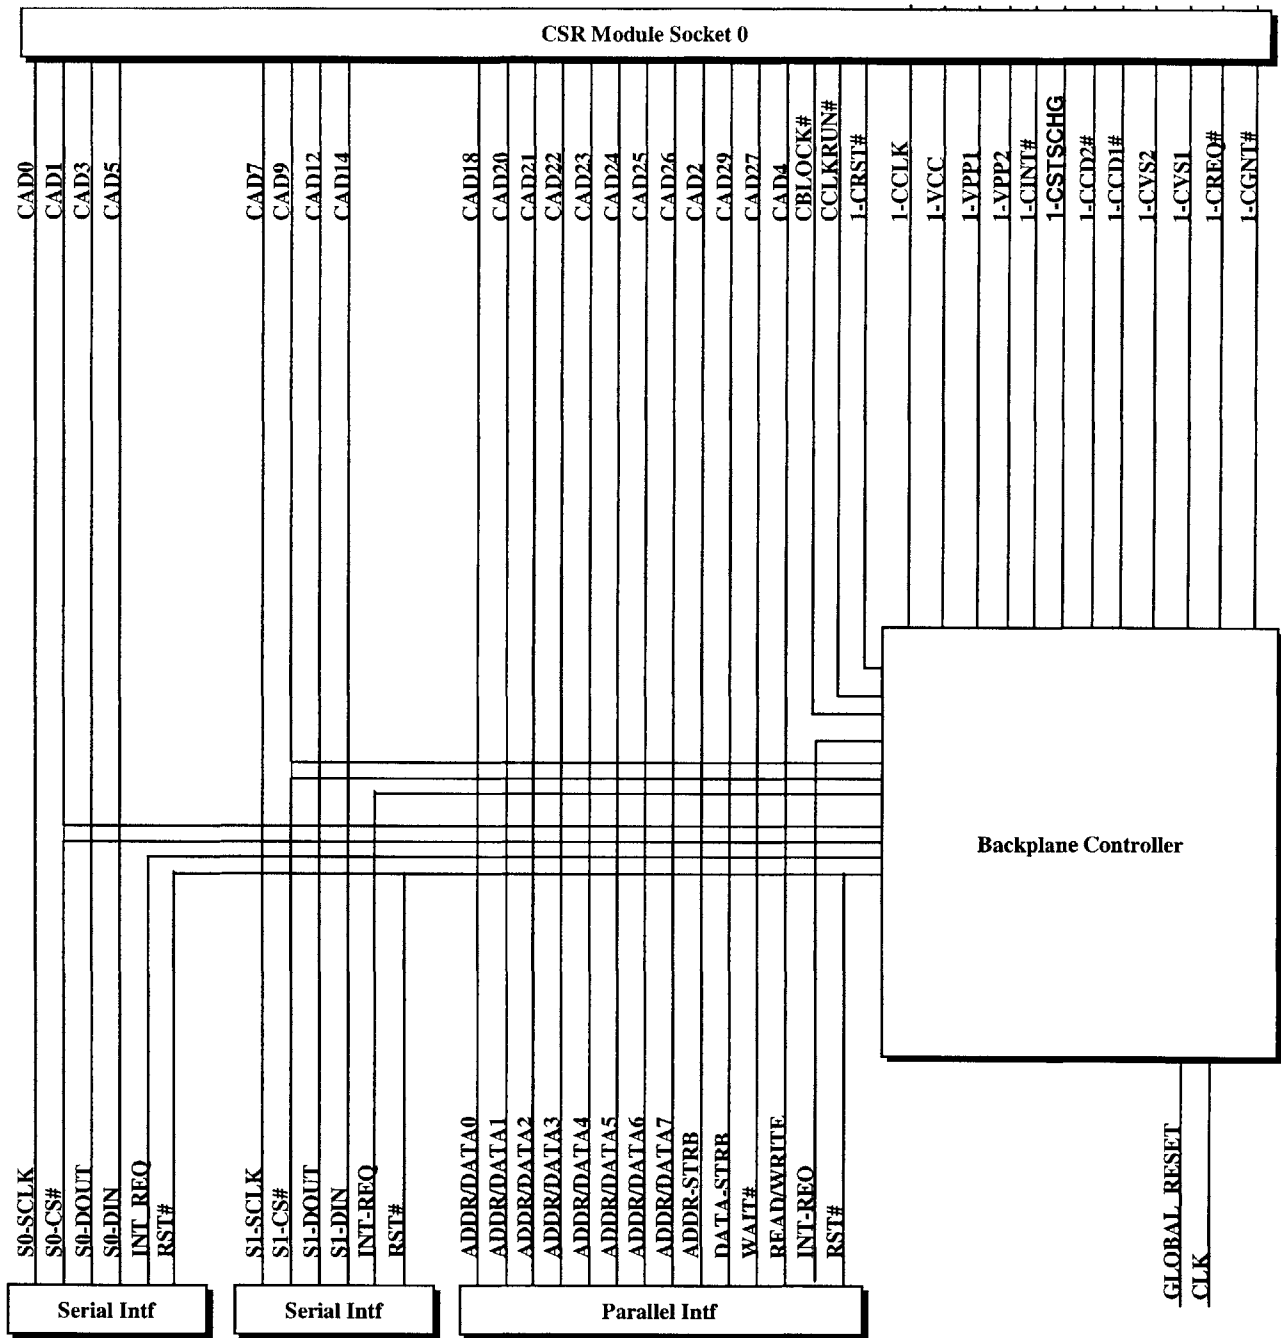 CSR Module Socket 0
CAD0
CAD1
CAD3
CAD5
CAD7
CAD9
CAD12
CAD14
CAD18
CAD20
CAD21
CAD22
CAD23
CAD24
CAD25
CAD26
CAD2
CAD29
CAD27
CAD4
CBLOCK#
CCLKRUN#
1-CRST#
1-CCLK
1-VCC
1-VPP1
1-VPP2
1-CINT#
1-CSTSCHG
1-CCD2#
1-CCD1#
1-CVS2
1-CVS1
1-CREQ#
1-CGNT#
Backplane Controller
S0-SCLK
S0-CS#
S0-DOUT
S0-DIN
INT_REQ
RST#
S1-SCLK
S1-CS#
S1-DOUT
S1-DIN
INT-REQ
RST#
ADDR/DATA0
ADDR/DATA1
ADDR/DATA2
ADDR/DATA3
ADDR/DATA4
ADDR/DATA5
ADDR/DATA6
ADDR/DATA7
ADDR-STRB
DATA-STRB
WAIT#
READ/WRITE
INT-REQ
RST#
GLOBAL_RESET
CLK
Serial Intf
Serial Intf
Parallel Intf